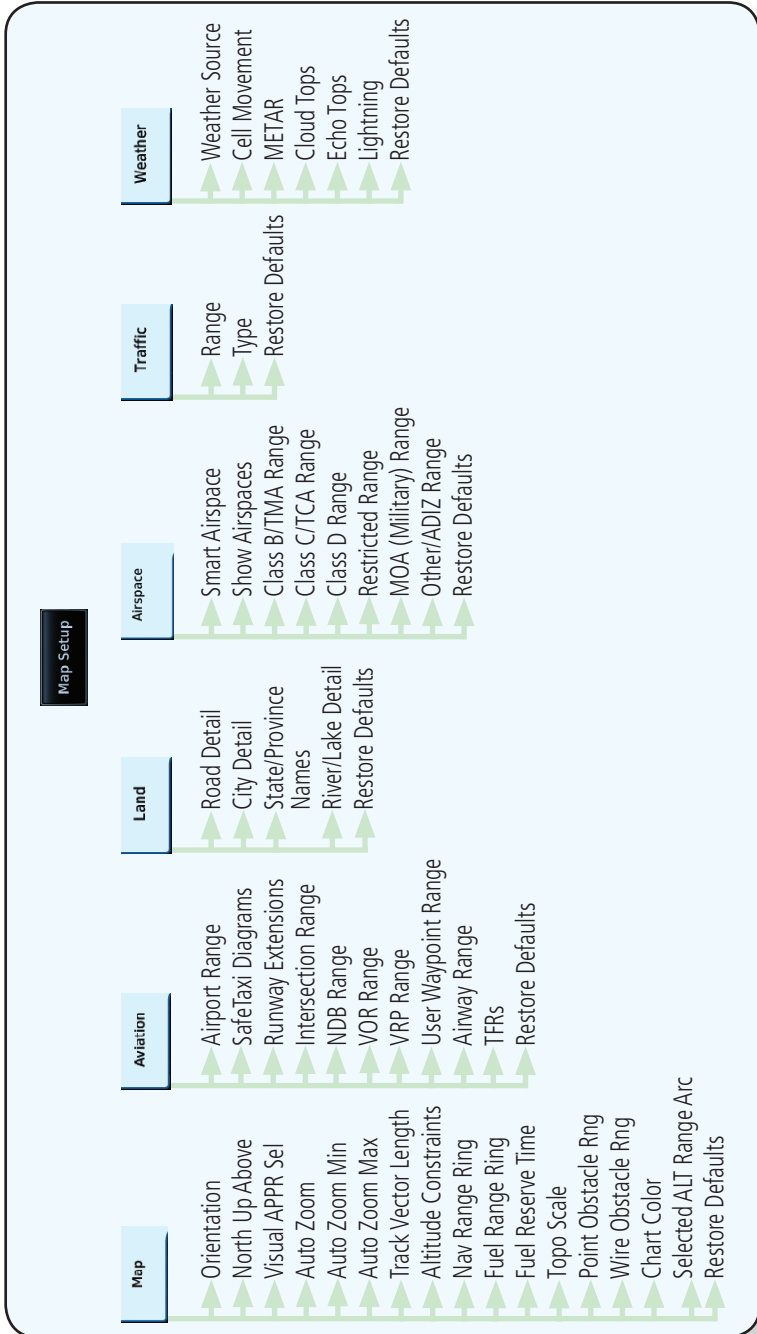 Map Setup
Map
Orientation
North Up Above
Visual APPR Sel
Auto Zoom
Auto Zoom Min
Auto Zoom Max
Track Vector Length
Altitude Constraints
Nav Range Ring
Fuel Range Ring
Fuel Reserve Time
Topo Scale
Point Obstacle Rng
Wire Obstacle Rng
Chart Color
Selected ALT Range Arc
Restore Defaults
Aviation
Airport Range
SafeTaxi Diagrams
Runway Extensions
Intersection Range
NDB Range
VOR Range
VRP Range
User Waypoint Range
Airway Range
TFRs
Restore Defaults
Land
Road Detail
City Detail
State/Province
Names
River/Lake Detail
Restore Defaults
Airspace
Smart Airspace
Show Airspaces
Class B/TMA Range
Class C/TCA Range
Class D Range
Restricted Range
MOA (Military) Range
Other/ADIZ Range
Restore Defaults
Traffic
Range
Type
Restore Defaults
Weather
Weather Source
Cell Movement
METAR
Cloud Tops
Echo Tops
Lightning
Restore Defaults